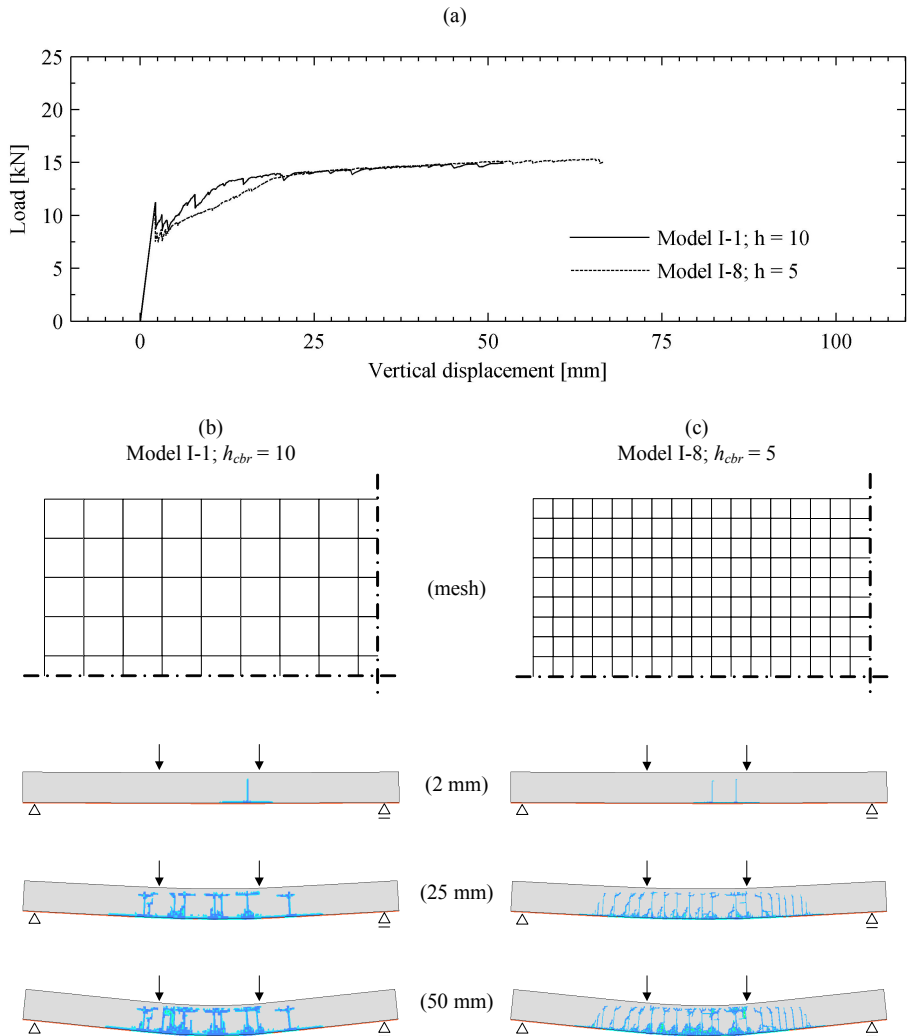 (a)
25
20
15
10
5
0
Load [kN]
Model I-1; h = 10
Model I-8; h = 5
0 25 50 75 100
Vertical displacement [mm]
(b) (c)
Model I-1; hcbr = 10 Model I-8; hcbr = 5
(mesh)
(2 mm)
(25 mm)
(50 mm)